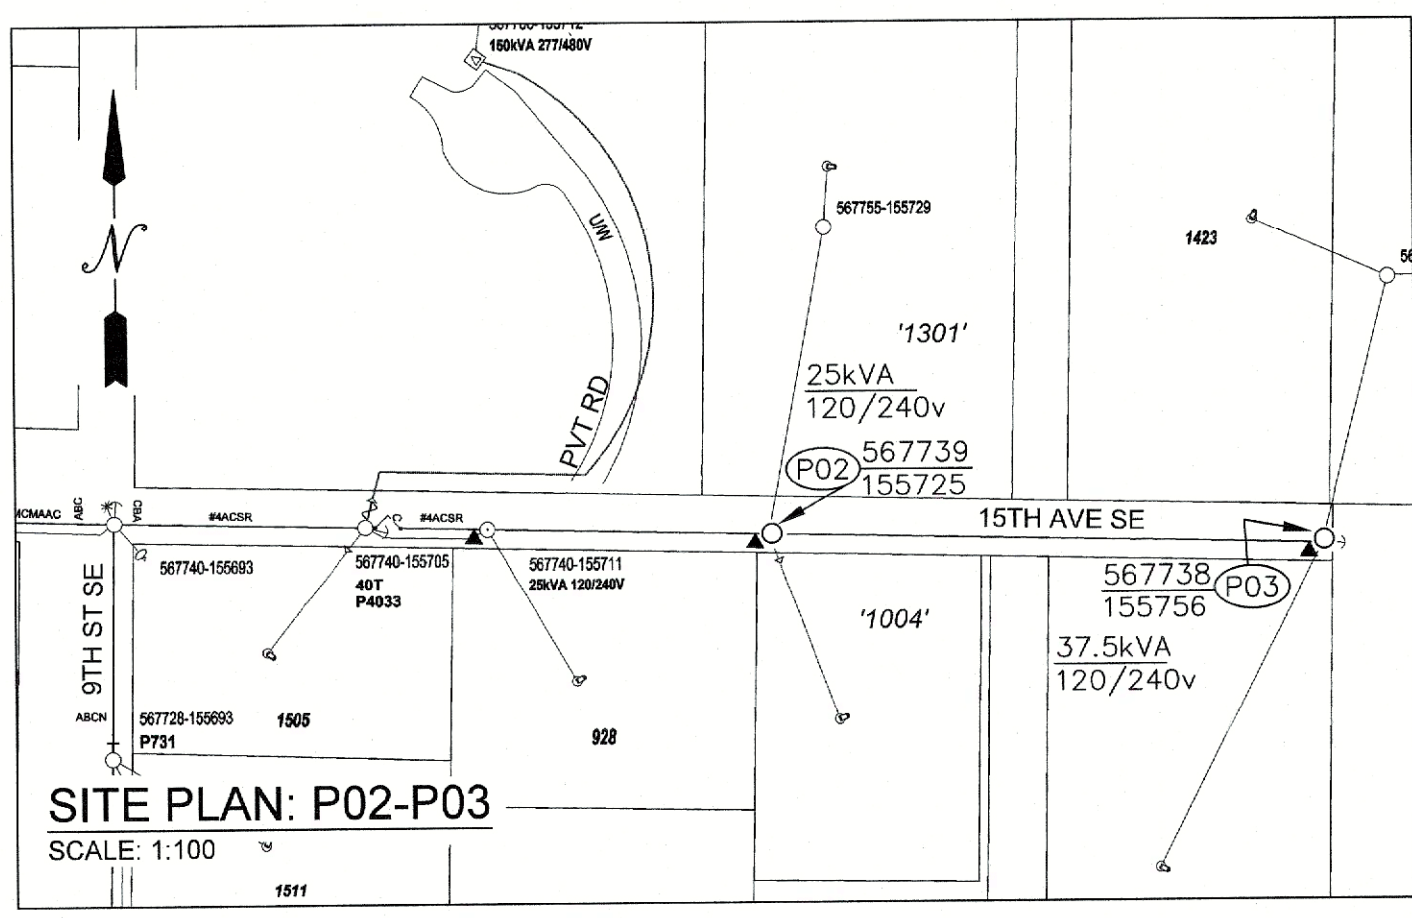 150kVA 277/480V
N
567755-155729
1423
U/W
'1301'
25kVA
120/240v
PVT RD
P02
567739
155725
ABC
CBA
#4ACSR
C
#4ACSR
15TH AVE SE
567740-155693
567740-155705
40T
P4033
567740-155711
25kVA 120/240V
567738
155756
P03
9TH ST SE
'1004'
37.5kVA
120/240v
ABCN
567728-155693
P731
1505
928
SITE PLAN: P02-P03
SCALE: 1:100
1511